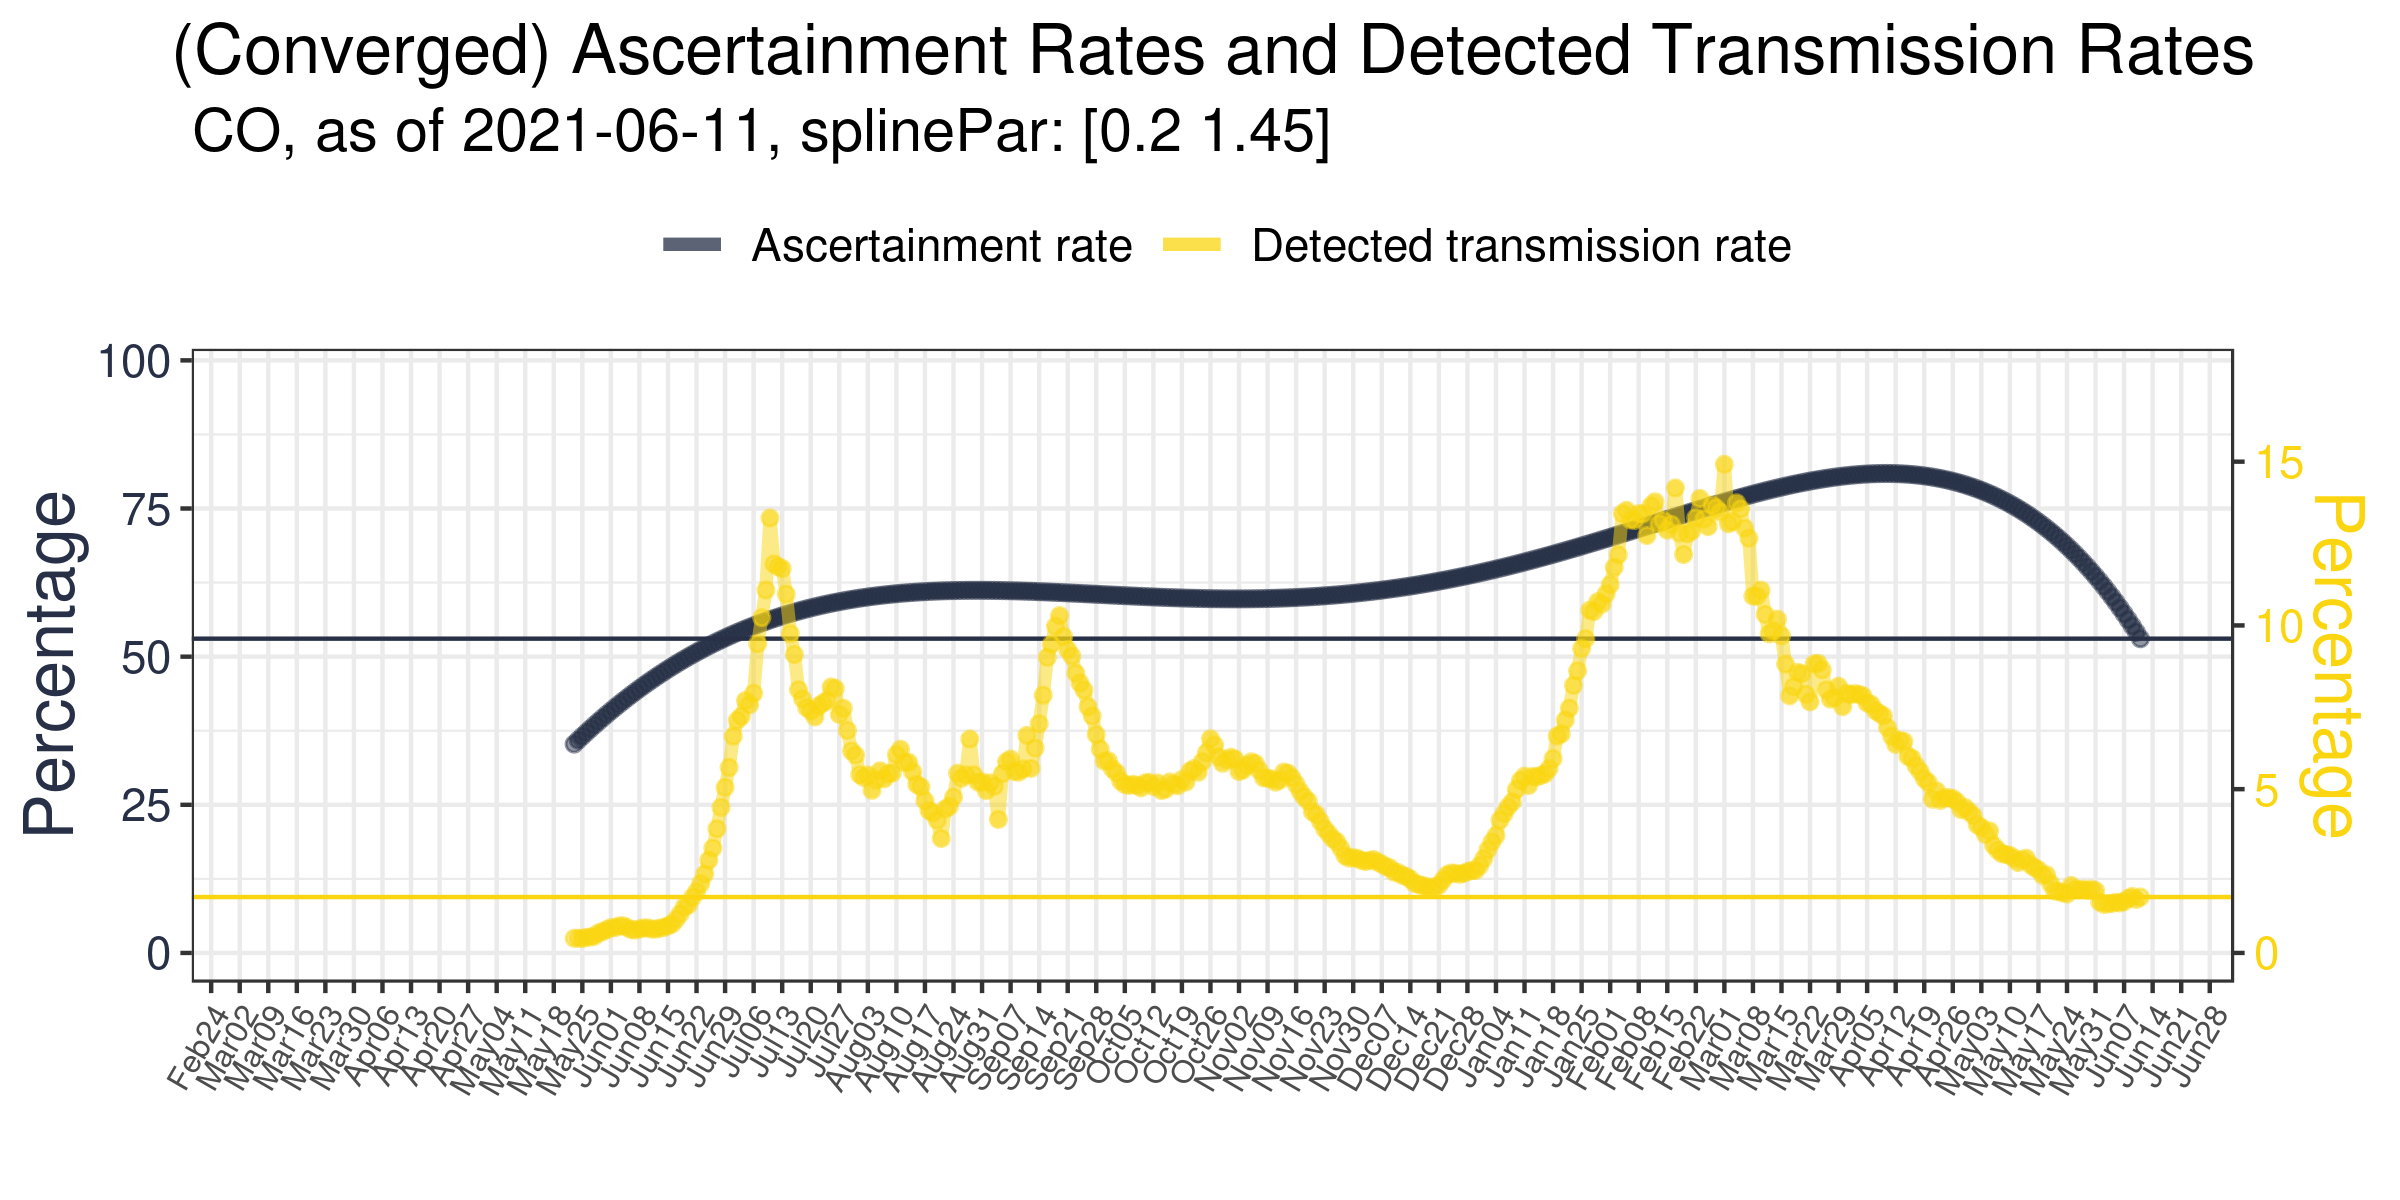 (Converged) Ascertainment Rates and Detected Transmission Rates
CO, as of 2021-06-11, splinePar: [0.2 1.45]
Ascertainment rate
Detected transmission rate
Percentage
100
75
50
25
0
15
10
5
0
Percentage
Feb24
Mar02
Mar09
Mar16
Mar23
Mar30
Apr06
Apr13
Apr20
Apr27
May04
May11
May18
May25
Jun01
Jun08
Jun15
Jun22
Jun29
Jul06
Jul13
Jul20
Jul27
Aug03
Aug10
Aug17
Aug24
Aug31
Sep07
Sep14
Sep21
Sep28
Oct05
Oct12
Oct19
Oct26
Nov02
Nov09
Nov16
Nov23
Nov30
Dec07
Dec14
Dec21
Dec28
Jan04
Jan11
Jan18
Jan25
Feb01
Feb08
Feb15
Feb22
Mar01
Mar08
Mar15
Mar22
Mar29
Apr05
Apr12
Apr19
Apr26
May03
May10
May17
May24
May31
Jun07
Jun14
Jun21
Jun28